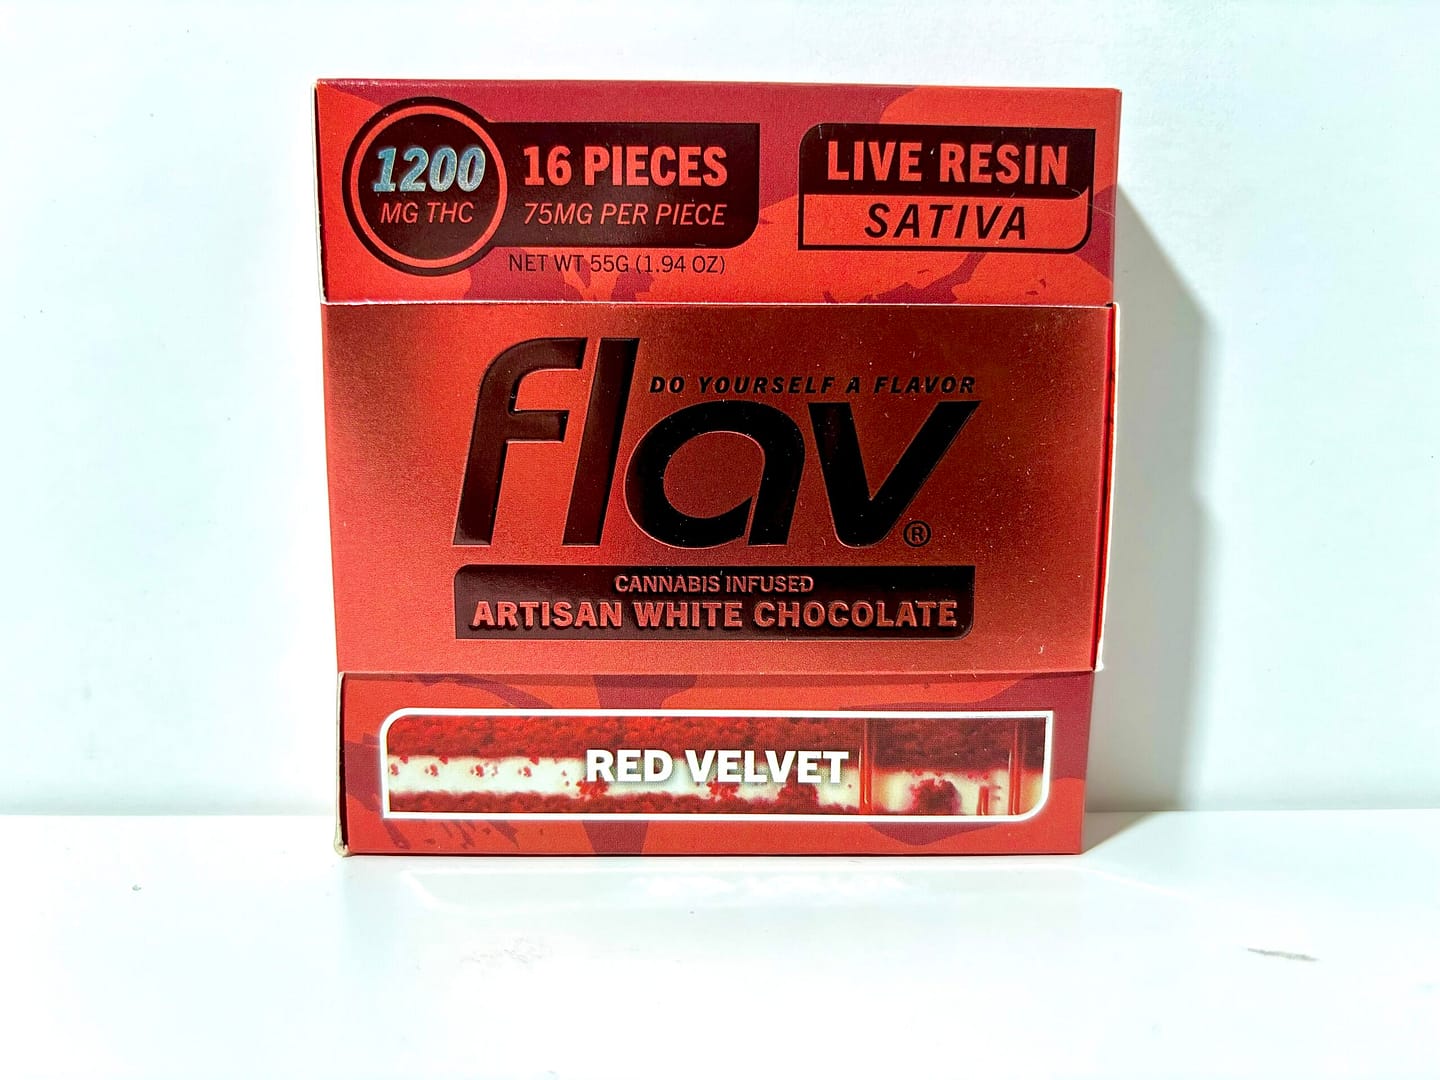 1200
MG THC
16 PIECES
75MG PER PIECE
NET WT 55G (1.94 OZ)
LIVE RESIN
SATIVA
DO YOURSELF A FLAVOR
flav®
CANNABIS INFUSED
ARTISAN WHITE CHOCOLATE
RED VELVET